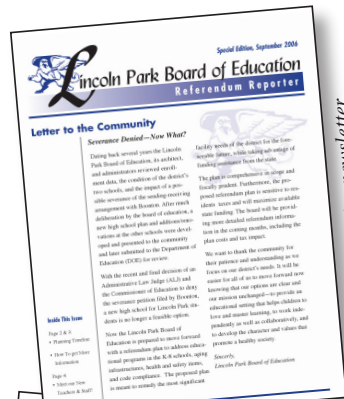 Special Edition, September 2006
Lincoln Park Board of Education
Referendum Reporter
Letter to the Community
Severance Denied—Now What?
Dating back several years the Lincoln
Park Board of Education, its architect,
and administrators reviewed enroll-
ment data, the condition of the district's
two schools, and the impact of a pos-
sible severance of the sending-receiving
arrangement with Boonton. After much
deliberation by the board of education, a
new high school plan and additions/reno-
vations at the other schools were devel-
oped and presented to the community
and later submitted to the Department of
Education (DOE) for review.
With the recent and final decision of an
Administrative Law Judge (ALJ) and
the Commissioner of Education to deny
the severance petition filed by Boonton,
a new high school for Lincoln Park stu-
dents is no longer a feasible option.
Now the Lincoln Park Board of
Education is prepared to move forward
with a referendum plan to address educa-
tional programs in the K-8 schools, aging
infrastructures, health and safety items,
and code compliance. The proposed plan
is meant to remedy the most significant
facility needs of the district for the fore-
seeable future, while taking advantage of
funding assistance from the state.
The plan is comprehensive in scope and
fiscally prudent. Furthermore, the pro-
posed referendum plan is sensitive to res-
idents' taxes and will maximize available
state funding. The board will be provid-
ing more detailed referendum informa-
tion in the coming months, including the
plan costs and tax impact.
We want to thank the community for
their patience and understanding as we
focus on our district's needs. It will be
easier for all of us to move forward now
knowing that our options are clear and
our mission unchanged—to provide an
educational setting that helps children to
love and master learning, to work inde-
pendently as well as collaboratively, and
to develop the character and values that
promote a healthy society.
Sincerely,
Lincoln Park Board of Education
Inside This Issue
Page 2 & 3
• Planning Timeline
• How To get More
Information
Page 4
• Meet our New
Teachers & Staff!
newsletter